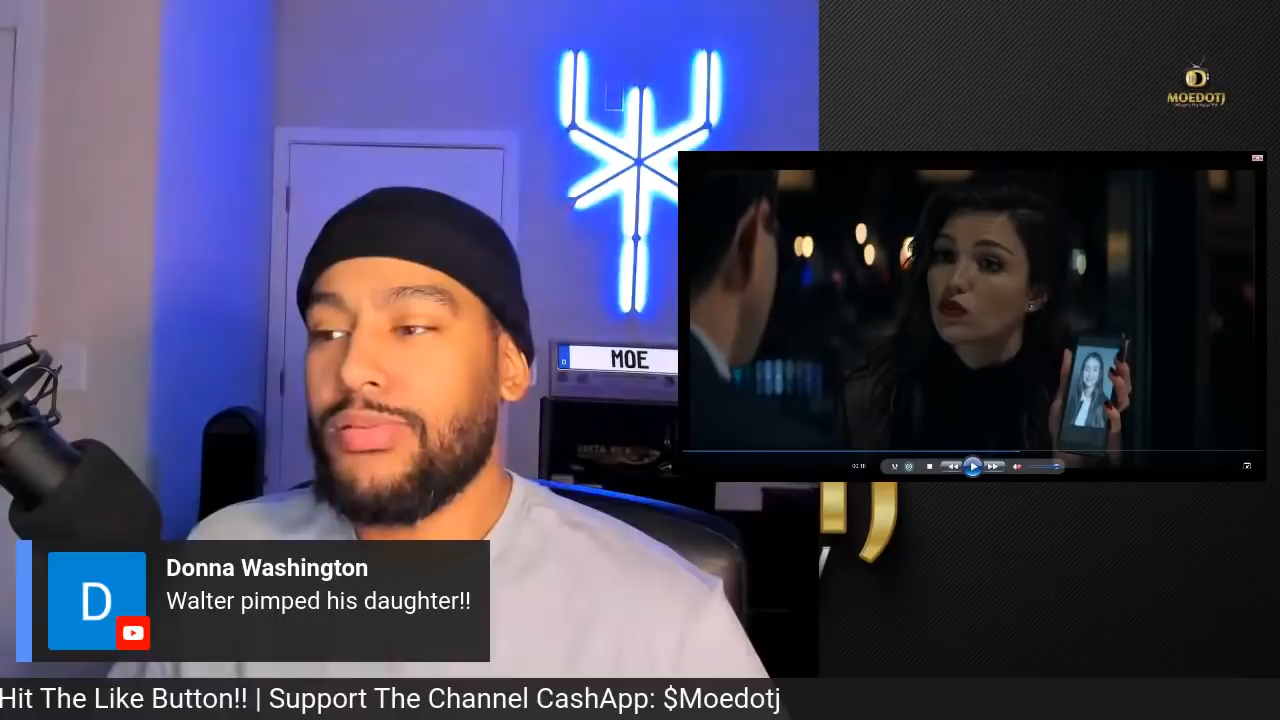 MOEDOTJ
MOE
Donna Washington
D
Walter pimped his daughter!!
Hit The Like Button!! | Support The Channel CashApp: $Moedotj